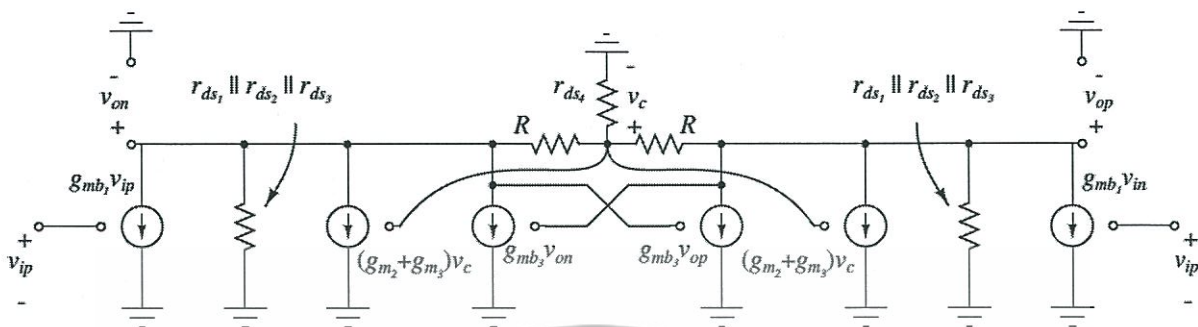 -
v_on
+
r_ds1 || r_ds2 || r_ds3
r_ds4
-
v_c
+
R
R
r_ds1 || r_ds2 || r_ds3
-
v_op
+
g_mb1 v_ip
g_mb1 v_in
+
v_ip
-
(g_m2+g_m3)v_c
g_mb3 v_on
g_mb3 v_op
(g_m2+g_m3)v_c
+
v_ip
-